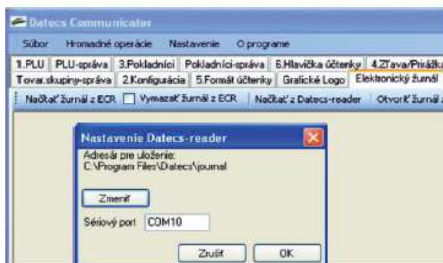 Datecs Communicator
Súbor Hromadné operácie Nastavenie O programe
1.PLU PLU-správa 3.Pokladníci Pokladníci-správa 6.Hlavička účtenky 4.Zľava/Prirážka
Tovar.skupiny-správa 2.Konfigurácia 5.Formát účtenky Grafické Logo Elektronický žurnál
Načítať žurnál z ECR Vymazať žurnál z ECR Načítať z Datecs-reader Otvoriť žurnál z
Nastavenie Datecs-reader
Adresár pre uloženie:
C:\Program Files\Datecs\journal
Zmeniť
Sériový port COM10
Zrušiť OK